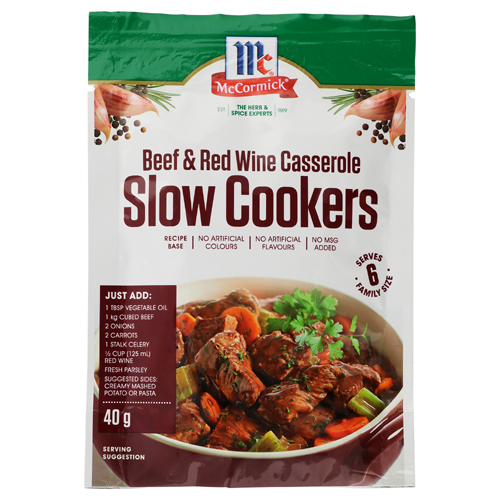 Mc
McCormick®
EST. THE HERB & 1889
SPICE EXPERTS
Beef & Red Wine Casserole
Slow Cookers
RECIPE BASE
NO ARTIFICIAL COLOURS
NO ARTIFICIAL FLAVOURS
NO MSG ADDED
SERVES
6
FAMILY SIZE
JUST ADD:
1 TBSP VEGETABLE OIL
1 kg CUBED BEEF
2 ONIONS
2 CARROTS
1 STALK CELERY
½ CUP (125 mL)
RED WINE
FRESH PARSLEY
SUGGESTED SIDES:
CREAMY MASHED
POTATO OR PASTA
40 g
SERVING
SUGGESTION